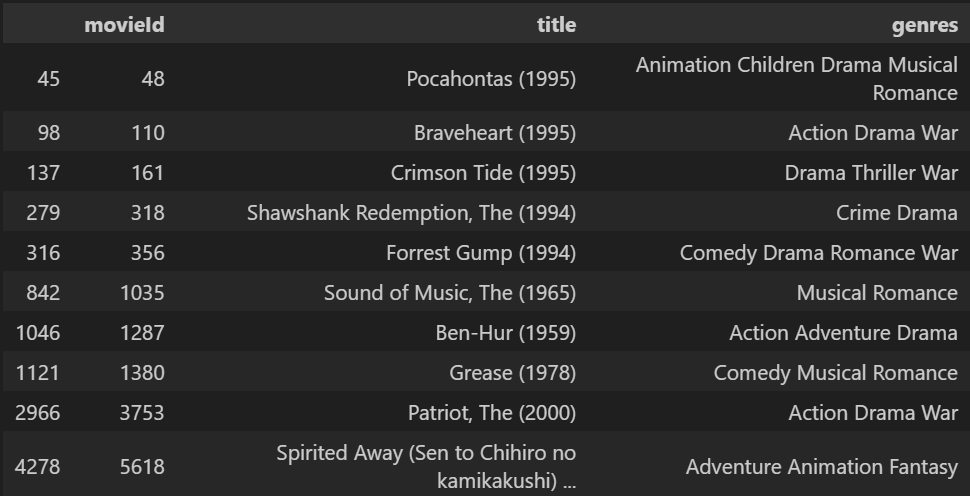 movieId title genres
45 48 Pocahontas (1995) Animation Children Drama Musical
Romance
98 110 Braveheart (1995) Action Drama War
137 161 Crimson Tide (1995) Drama Thriller War
279 318 Shawshank Redemption, The (1994) Crime Drama
316 356 Forrest Gump (1994) Comedy Drama Romance War
842 1035 Sound of Music, The (1965) Musical Romance
1046 1287 Ben-Hur (1959) Action Adventure Drama
1121 1380 Grease (1978) Comedy Musical Romance
2966 3753 Patriot, The (2000) Action Drama War
4278 5618 Spirited Away (Sen to Chihiro no
kamikakushi) ... Adventure Animation Fantasy